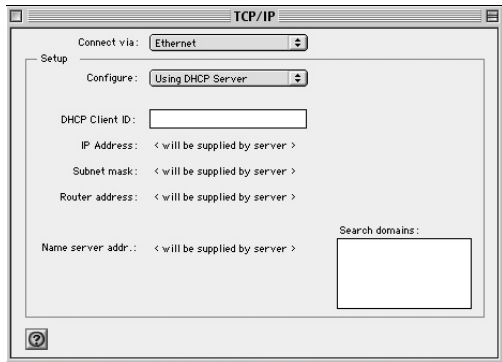 TCP/IP
Connect via: Ethernet
Setup
Configure: Using DHCP Server
DHCP Client ID:
IP Address: < will be supplied by server >
Subnet mask: < will be supplied by server >
Router address: < will be supplied by server >
Search domains:
Name server addr.: < will be supplied by server >
?